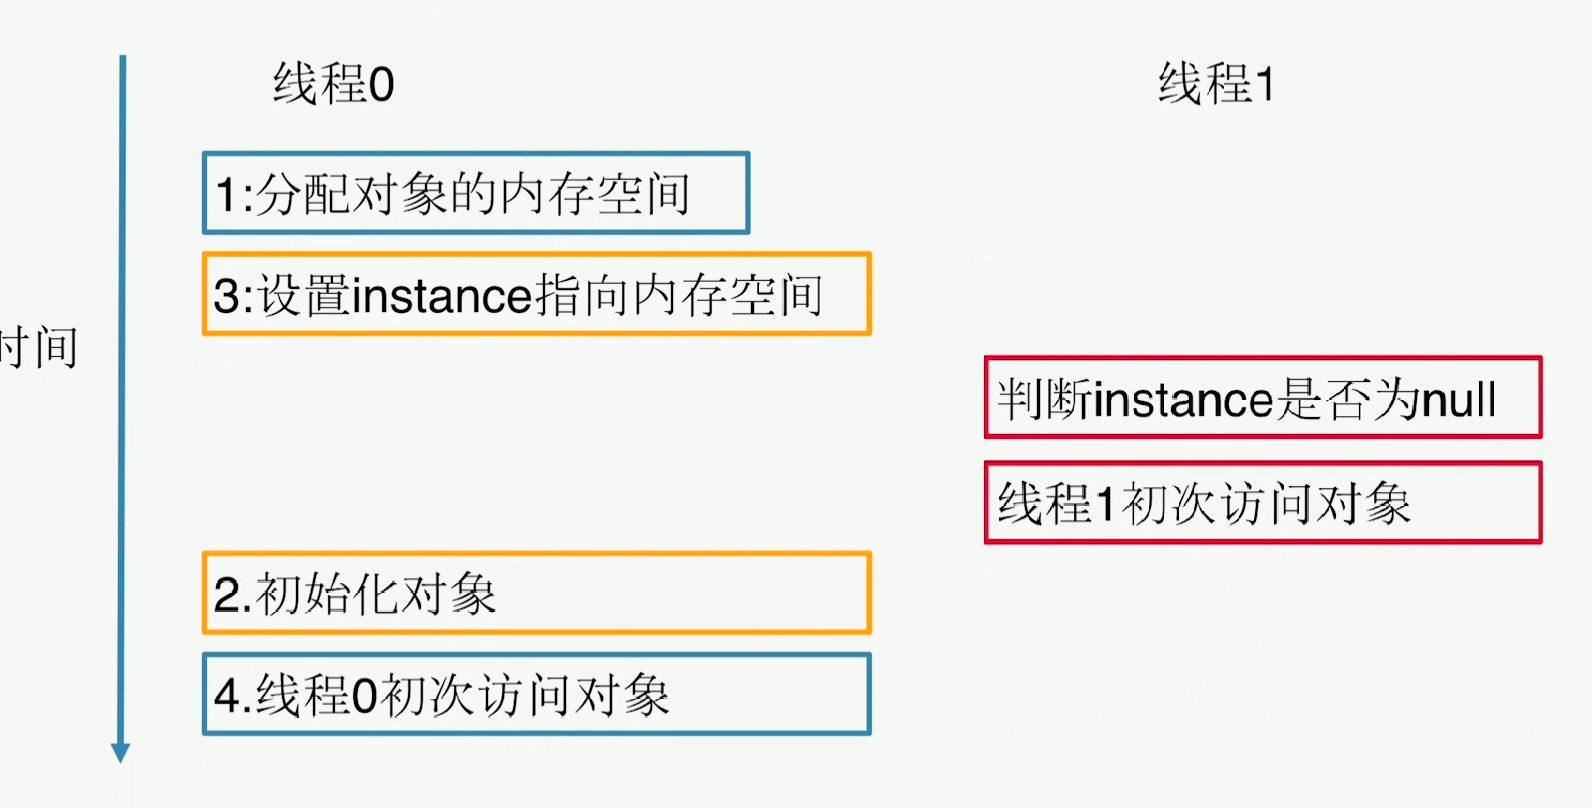 线程0
线程1
1:分配对象的内存空间
3:设置instance指向内存空间
时间
判断instance是否为null
线程1初次访问对象
2.初始化对象
4.线程0初次访问对象